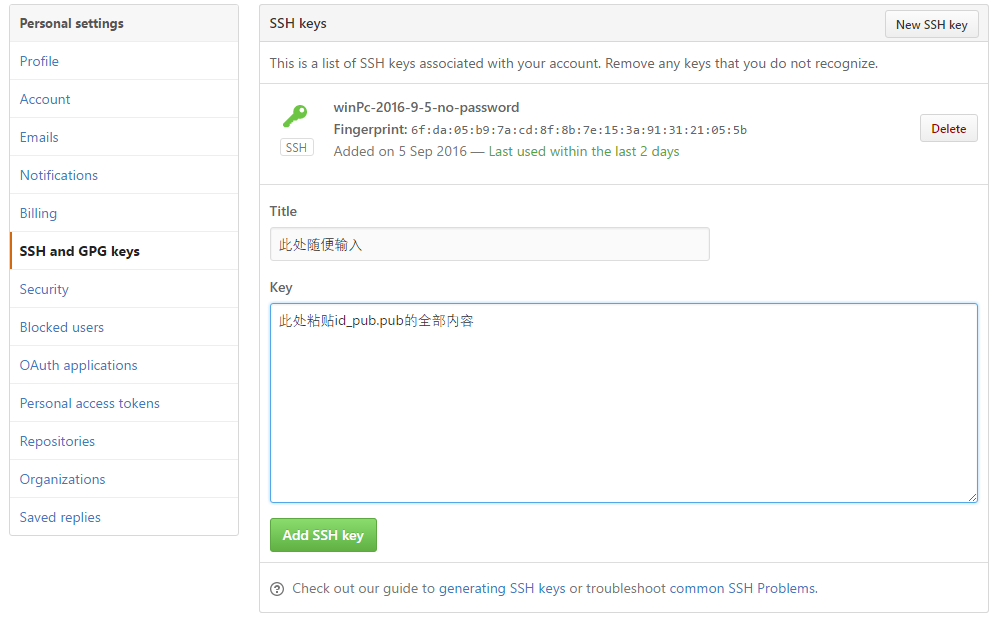 Personal settings
Profile
Account
Emails
Notifications
Billing
SSH and GPG keys
Security
Blocked users
OAuth applications
Personal access tokens
Repositories
Organizations
Saved replies
SSH keys
New SSH key
This is a list of SSH keys associated with your account. Remove any keys that you do not recognize.
winPc-2016-9-5-no-password
Fingerprint: 6f:da:05:b9:7a:cd:8f:8b:7e:15:3a:91:31:21:05:5b
SSH
Added on 5 Sep 2016 — Last used within the last 2 days
Delete
Title
此处随便输入
Key
此处粘贴id_pub.pub的全部内容
Add SSH key
Check out our guide to generating SSH keys or troubleshoot common SSH Problems.